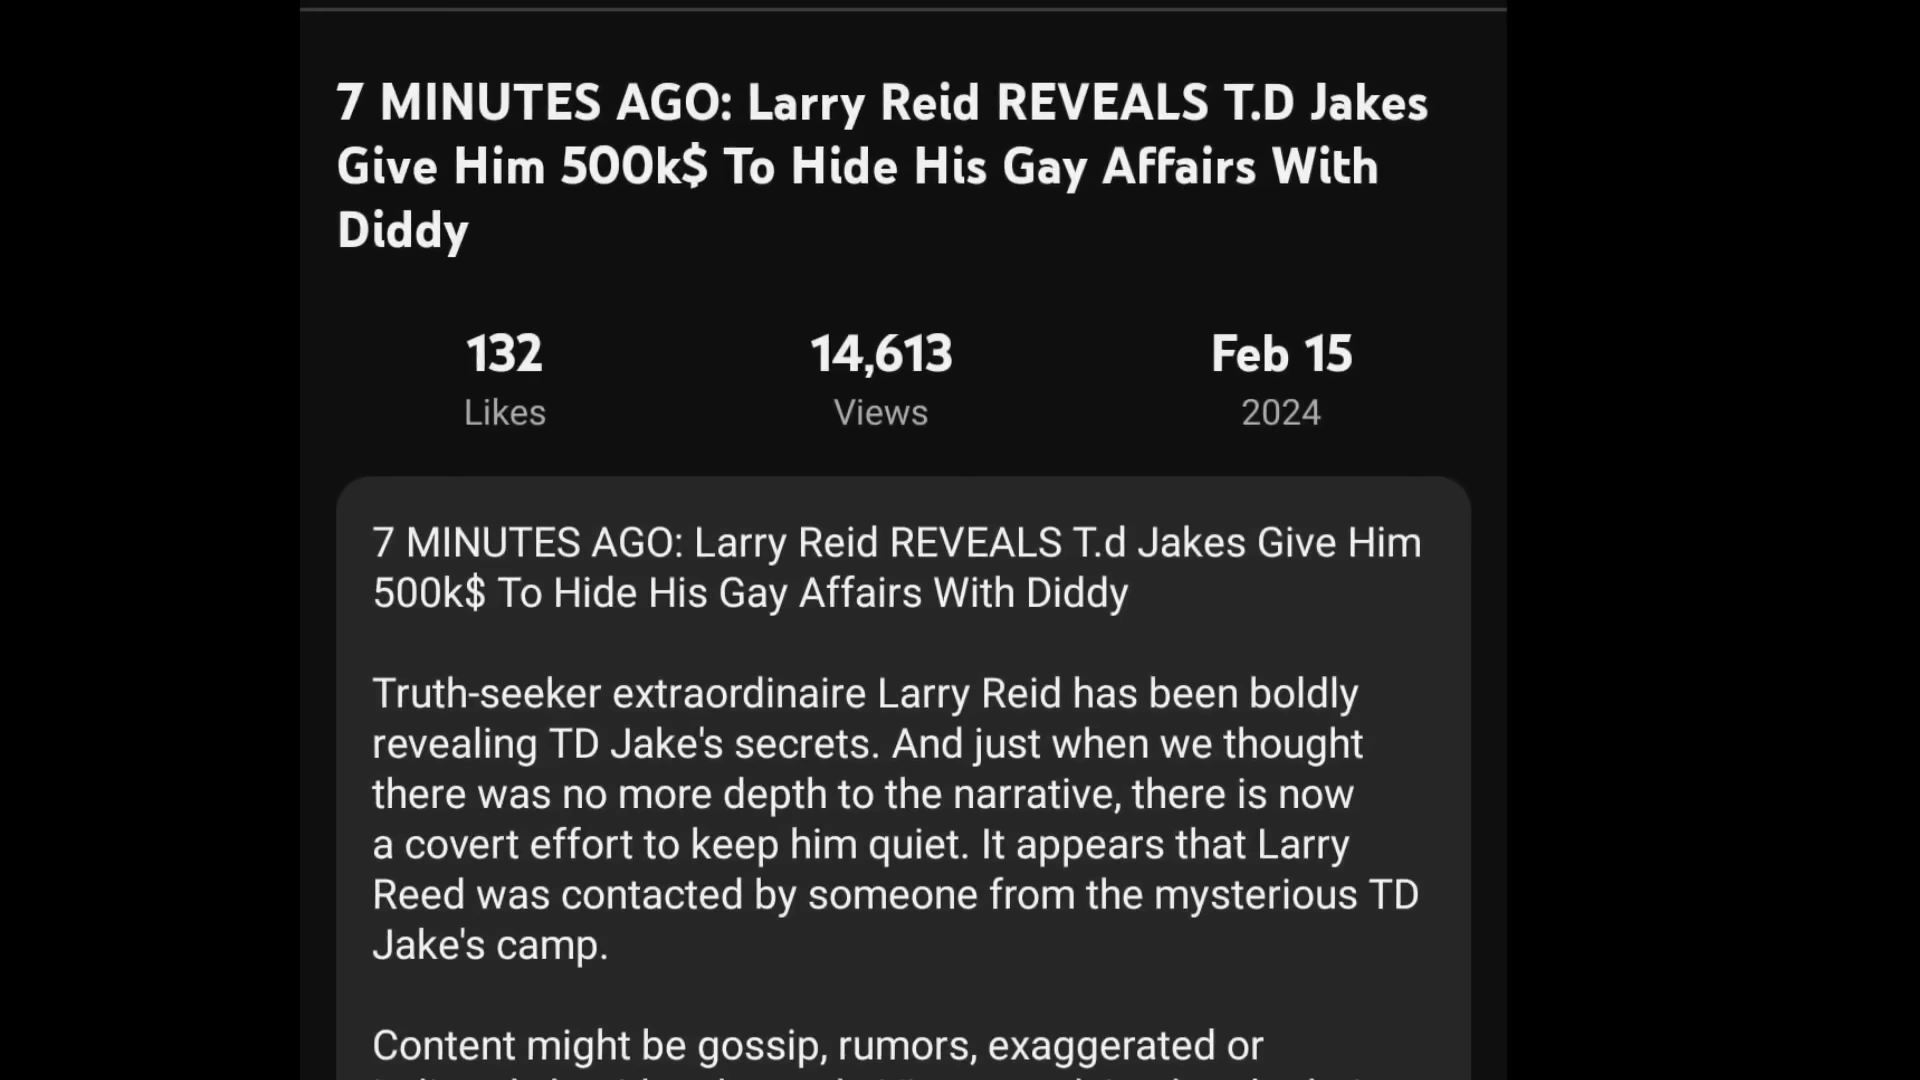 7 MINUTES AGO: Larry Reid REVEALS T.D Jakes
Give Him 500k$ To Hide His Gay Affairs With
Diddy
132 14,613 Feb 15
Likes Views 2024
7 MINUTES AGO: Larry Reid REVEALS T.d Jakes Give Him
500k$ To Hide His Gay Affairs With Diddy
Truth-seeker extraordinaire Larry Reid has been boldly
revealing TD Jake's secrets. And just when we thought
there was no more depth to the narrative, there is now
a covert effort to keep him quiet. It appears that Larry
Reed was contacted by someone from the mysterious TD
Jake's camp.
Content might be gossip, rumors, exaggerated or